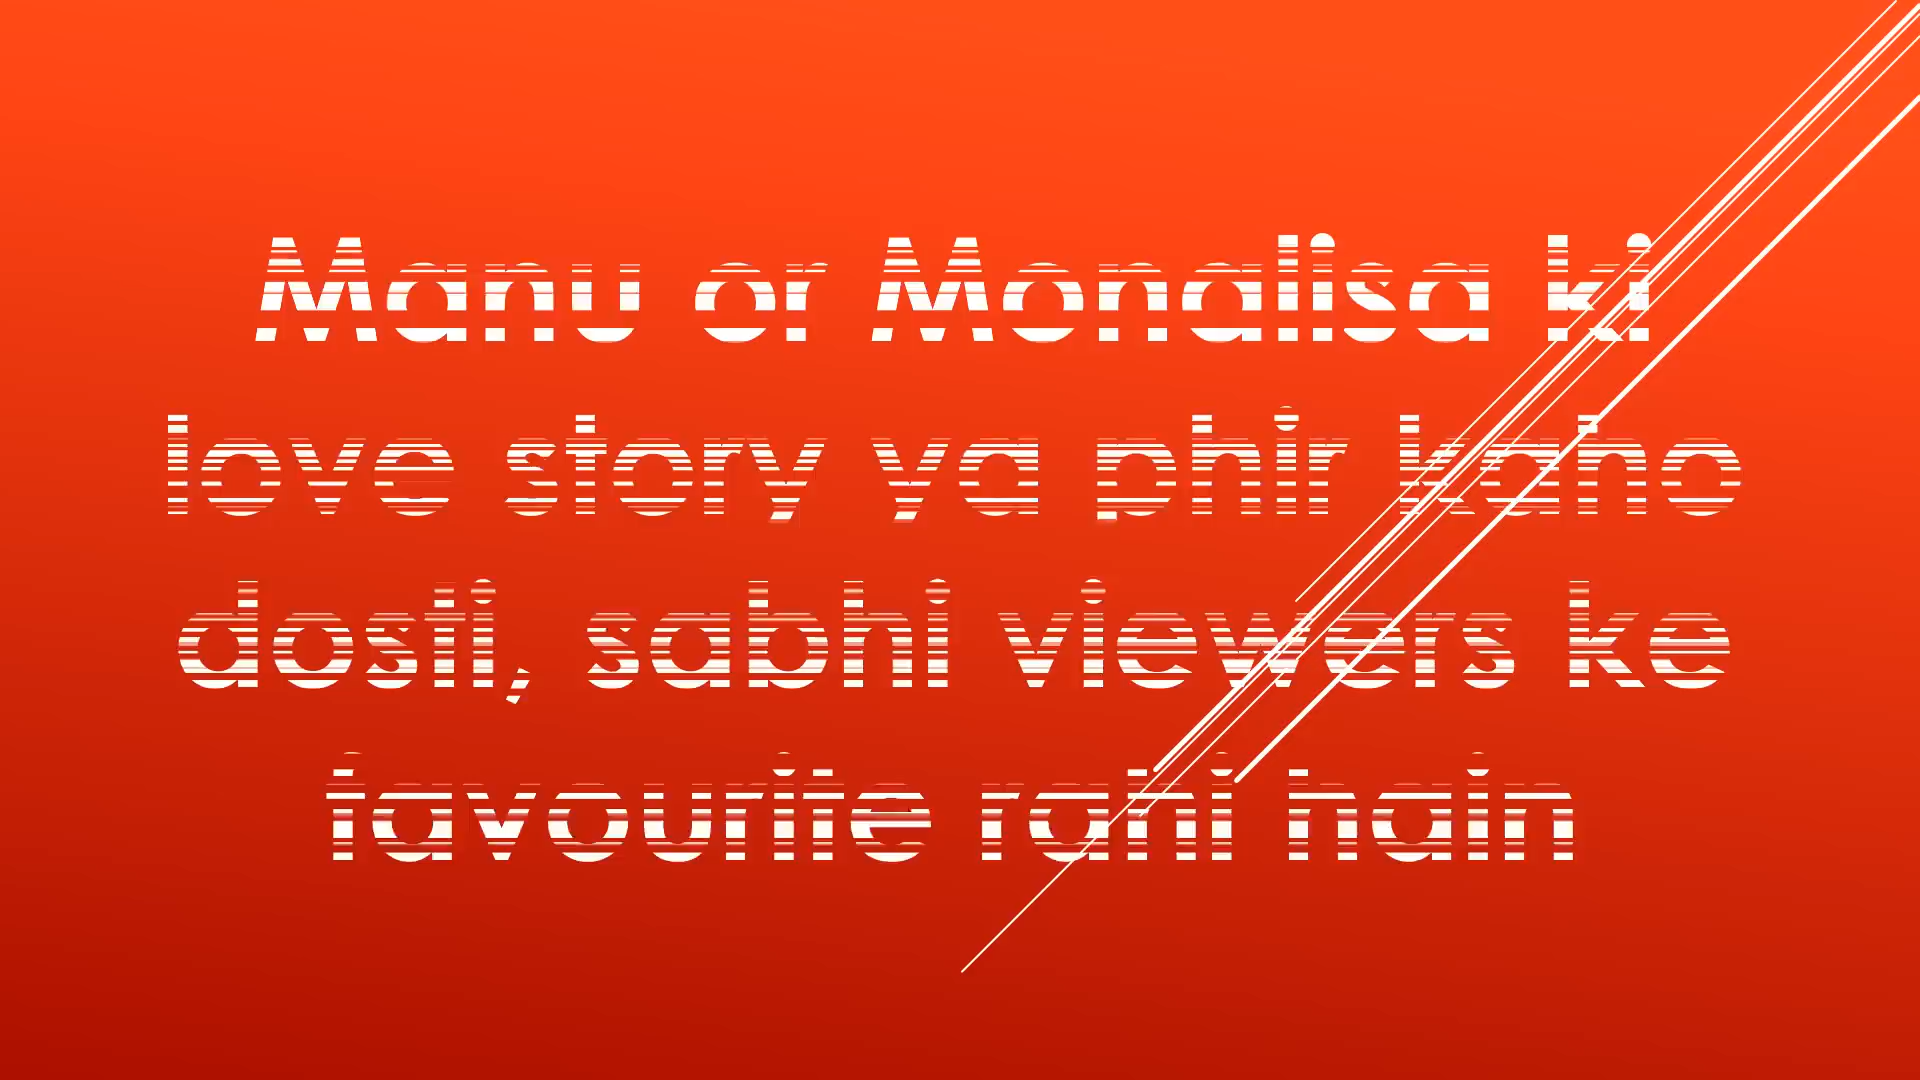 Manu or Monalisa ki
love story ya phir kaho
dosti, sabhi viewers ke
favourite rahi hain